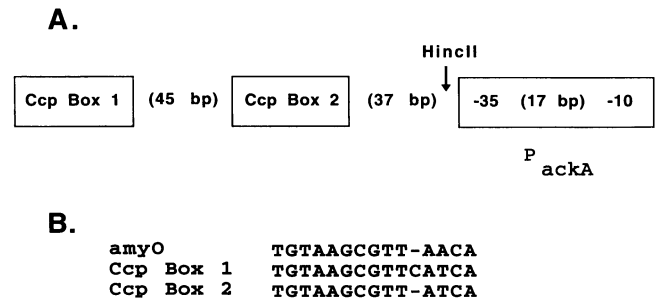 A.
HincII
Ccp Box 1 (45 bp) Ccp Box 2 (37 bp) -35 (17 bp) -10
P ackA
B.
amyO TGTAAGCGTT-AACA
Ccp Box 1 TGTAAGCGTTCATCA
Ccp Box 2 TGTAAGCGTT-ATCA